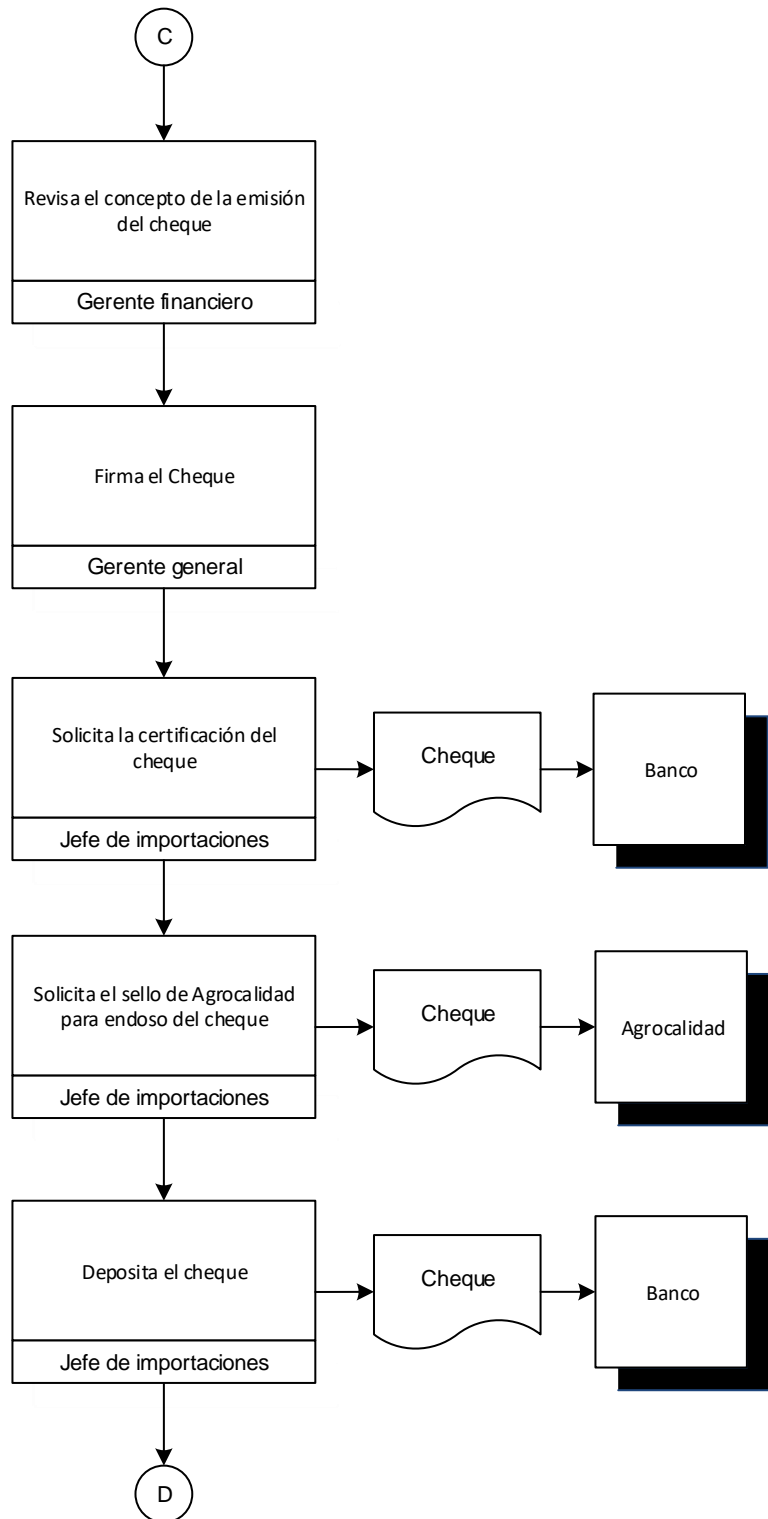 C
Revisa el concepto de la emisión
del cheque
Gerente financiero
Firma el Cheque
Gerente general
Solicita la certificación del
cheque
Jefe de importaciones
Cheque
Banco
Solicita el sello de Agrocalidad
para endoso del cheque
Jefe de importaciones
Cheque
Agrocalidad
Deposita el cheque
Jefe de importaciones
Cheque
Banco
D